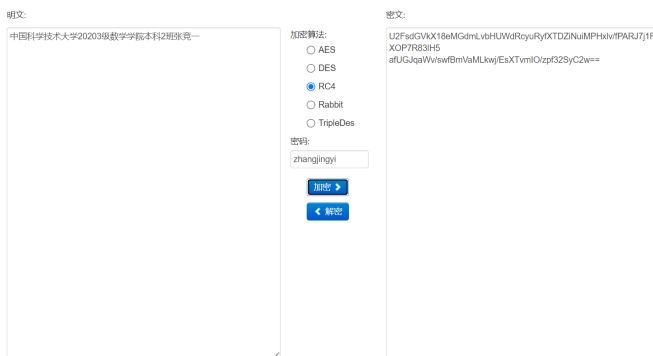 明文:
中国科学技术大学20203级数学学院本科2班张竞一
加密算法:
AES
DES
RC4
Rabbit
TripleDes
密码:
zhangjingyi
加密
解密
密文:
U2FsdGVkX18eMGdmLvbHUWdRcyuRyfXTDZiNuiMPHxlv/fPARJ7j1f
XOP7R83lH5
afUGJqaWv/swfBmVaMLkwj/EsXTvmIO/zpf32SyC2w==